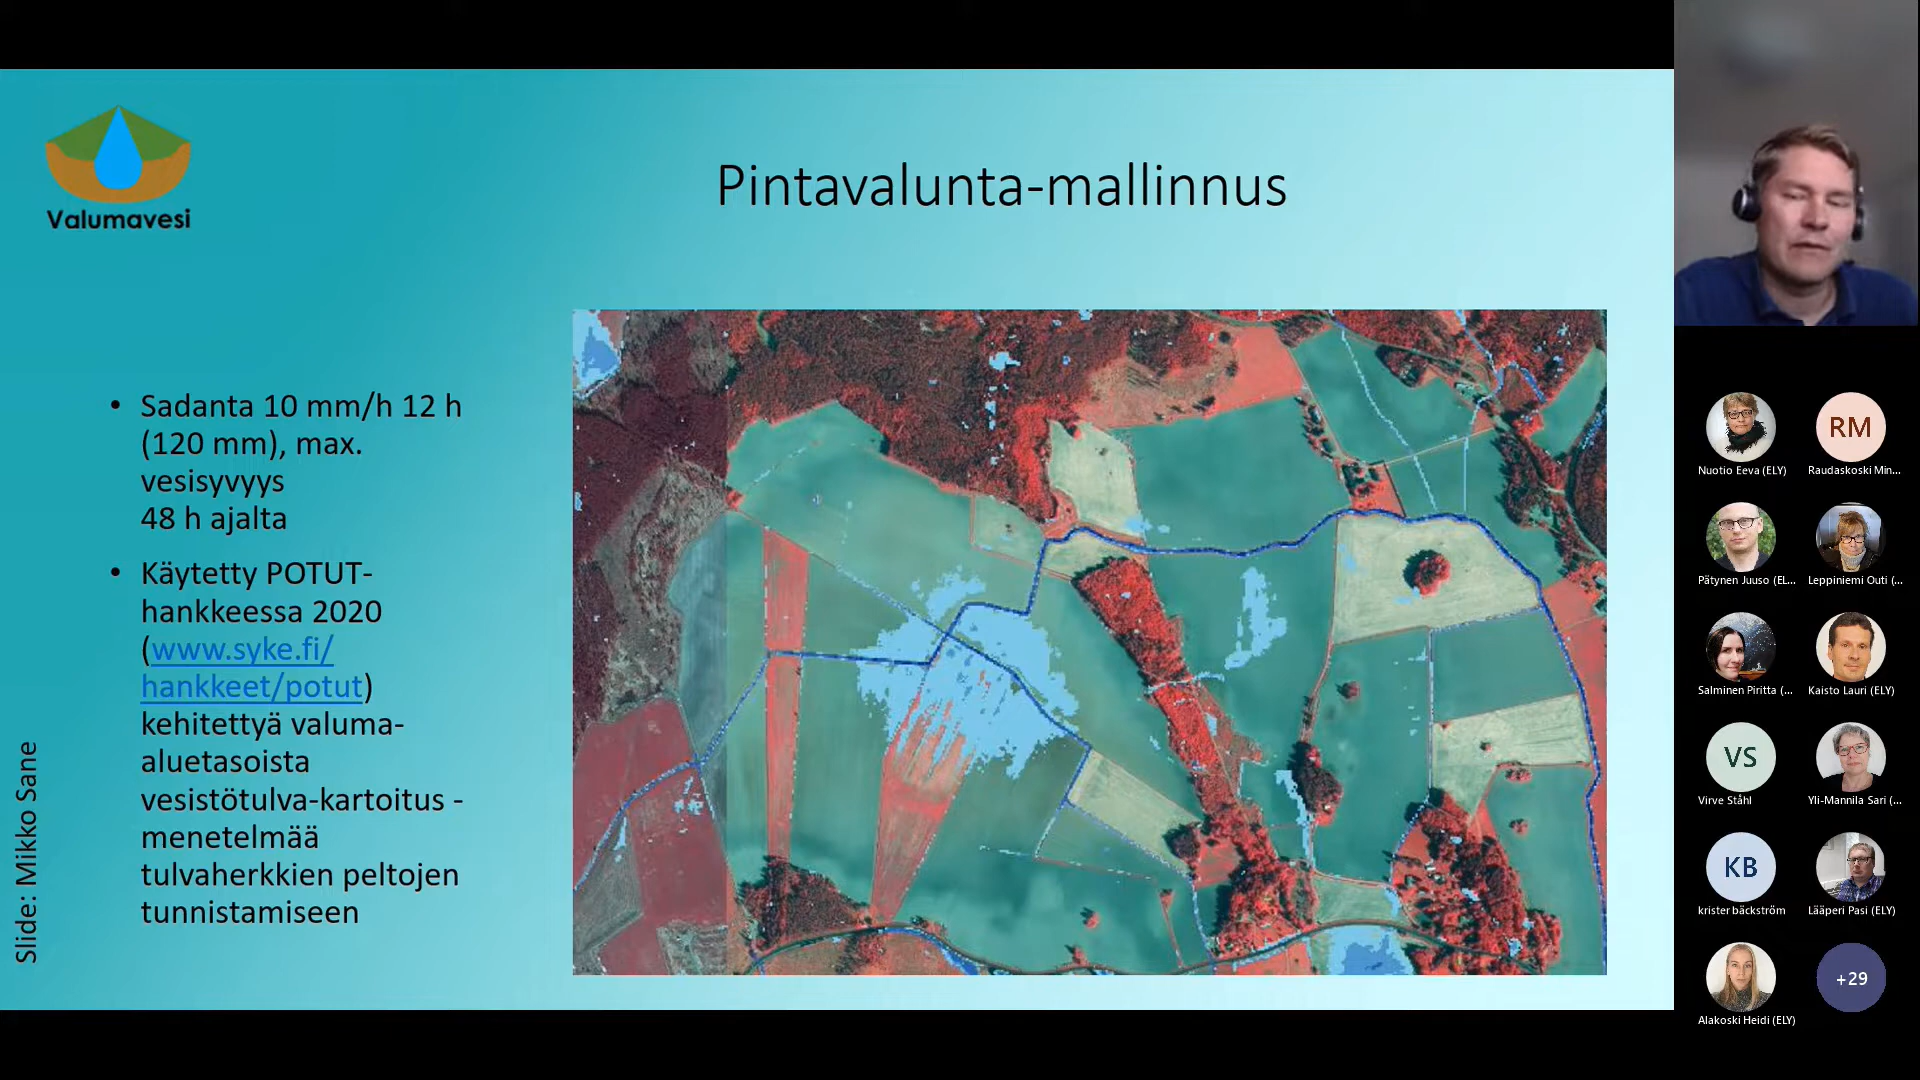 Valumavesi
Pintavalunta-mallinnus
• Sadanta 10 mm/h 12 h
(120 mm), max.
vesisyvyys
48 h ajalta
• Käytetty POTUT-
hankkeessa 2020
(www.syke.fi/
hankkeet/potut)
kehitettyä valuma-
aluetasoista
vesistötulva-kartoitus -
menetelmää
tulvaherkkien peltojen
tunnistamiseen
Slide: Mikko Sane
Nuotio Eeva (ELY)
RM
Raudaskoski Min...
Pätynen Juuso (EL...
Leppiniemi Outi (...
Salminen Piritta (...
Kaisto Lauri (ELY)
VS
Virve Ståhl
Yli-Mannila Sari (...
KB
krister bäckström
Lääperi Pasi (ELY)
Alakoski Heidi (ELY)
+29